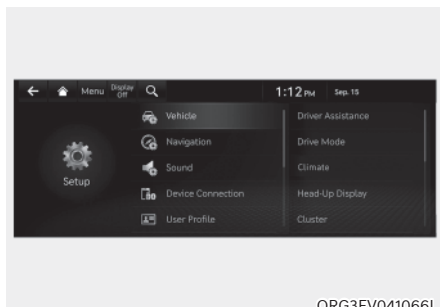 Menu Display Off 1:12 PM Sep. 15
Vehicle Driver Assistance
Navigation Drive Mode
Sound Climate
Setup
Device Connection Head-Up Display
User Profile Cluster